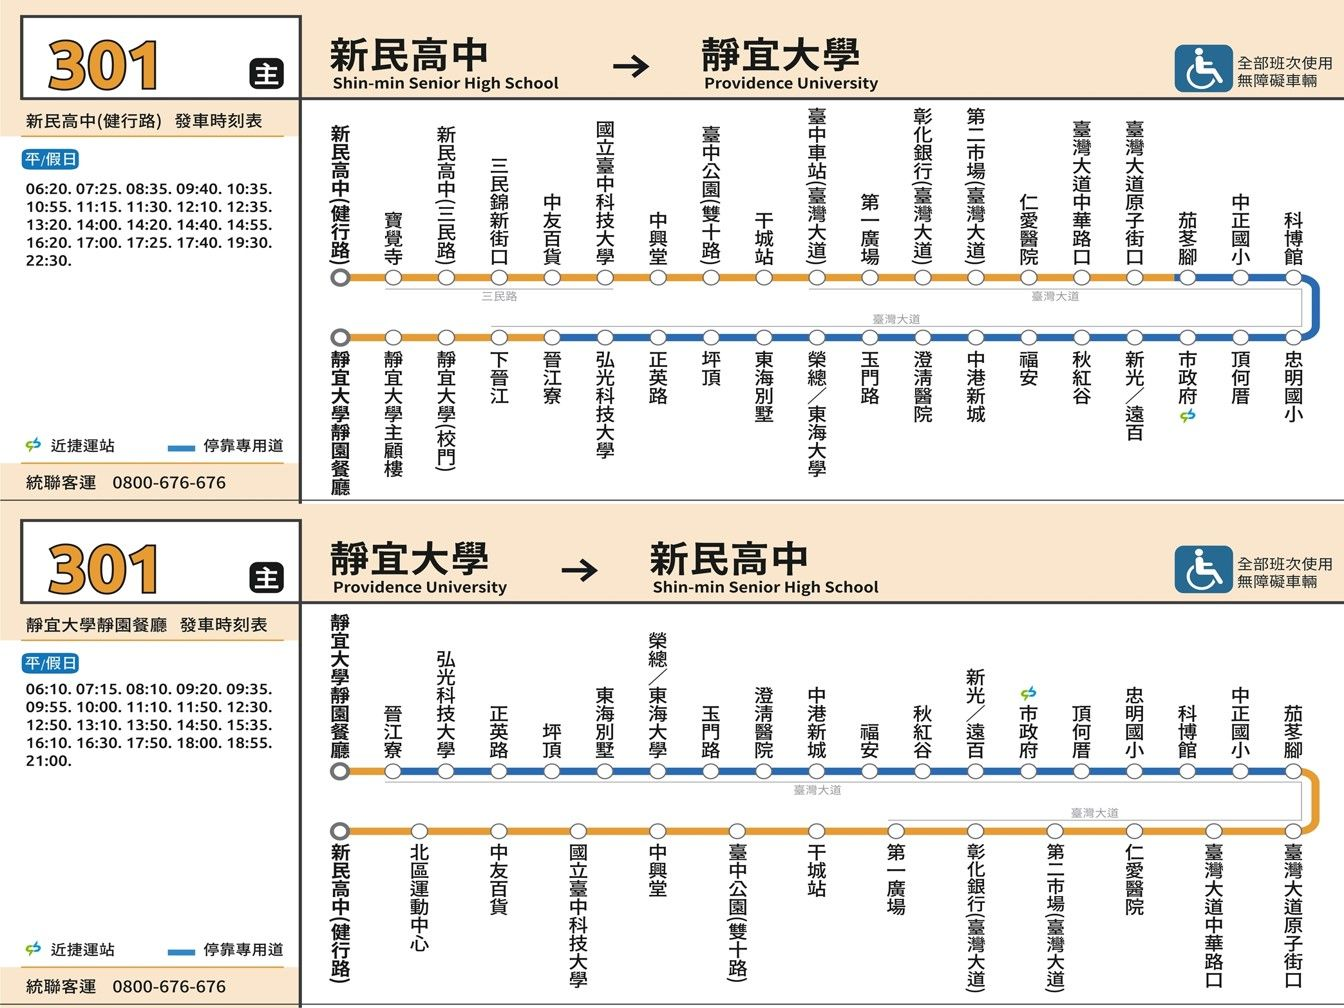 301 主
新民高中 → 靜宜大學
Shin-min Senior High School
Providence University
全部班次使用
無障礙車輛
新民高中(健行路) 發車時刻表
平/假日
06:20. 07:25. 08:35. 09:40. 10:35.
10:55. 11:15. 11:30. 12:10. 12:35.
13:20. 14:00. 14:20. 14:40. 14:55.
16:20. 17:00. 17:25. 17:40. 19:30.
22:30.
近捷運站
停靠專用道
統聯客運 0800-676-676
新民高中(健行路)
寶覺寺
新民高中(三民路)
三民錦新街口
中友百貨
國立臺中科技大學
中興堂
臺中公園(雙十路)
干城站
臺中車站(臺灣大道)
第一廣場
彰化銀行(臺灣大道)
第二市場(臺灣大道)
仁愛醫院
臺灣大道中華路口
臺灣大道原子街口
茄苳腳
中正國小
科博館
三民路
臺灣大道
臺灣大道
靜宜大學靜園餐廳
靜宜大學主顧樓
靜宜大學(校門)
下晉江
晉江寮
弘光科技大學
正英路
坪頂
東海別墅
榮總／東海大學
玉門路
澄清醫院
中港新城
福安
秋紅谷
新光／遠百
市政府
頂何厝
忠明國小
301 主
靜宜大學 → 新民高中
Providence University
Shin-min Senior High School
全部班次使用
無障礙車輛
靜宜大學靜園餐廳 發車時刻表
平/假日
06:10. 07:15. 08:10. 09:20. 09:35.
09:55. 10:00. 11:10. 11:50. 12:30.
12:50. 13:10. 13:50. 14:50. 15:35.
16:10. 16:30. 17:50. 18:00. 18:55.
21:00.
近捷運站
停靠專用道
統聯客運 0800-676-676
靜宜大學靜園餐廳
晉江寮
弘光科技大學
正英路
坪頂
東海別墅
榮總／東海大學
玉門路
澄清醫院
中港新城
福安
秋紅谷
新光／遠百
市政府
頂何厝
忠明國小
科博館
中正國小
茄苳腳
臺灣大道
臺灣大道
新民高中(健行路)
北區運動中心
中友百貨
國立臺中科技大學
中興堂
臺中公園(雙十路)
干城站
第一廣場
彰化銀行(臺灣大道)
第二市場(臺灣大道)
仁愛醫院
臺灣大道中華路口
臺灣大道原子街口